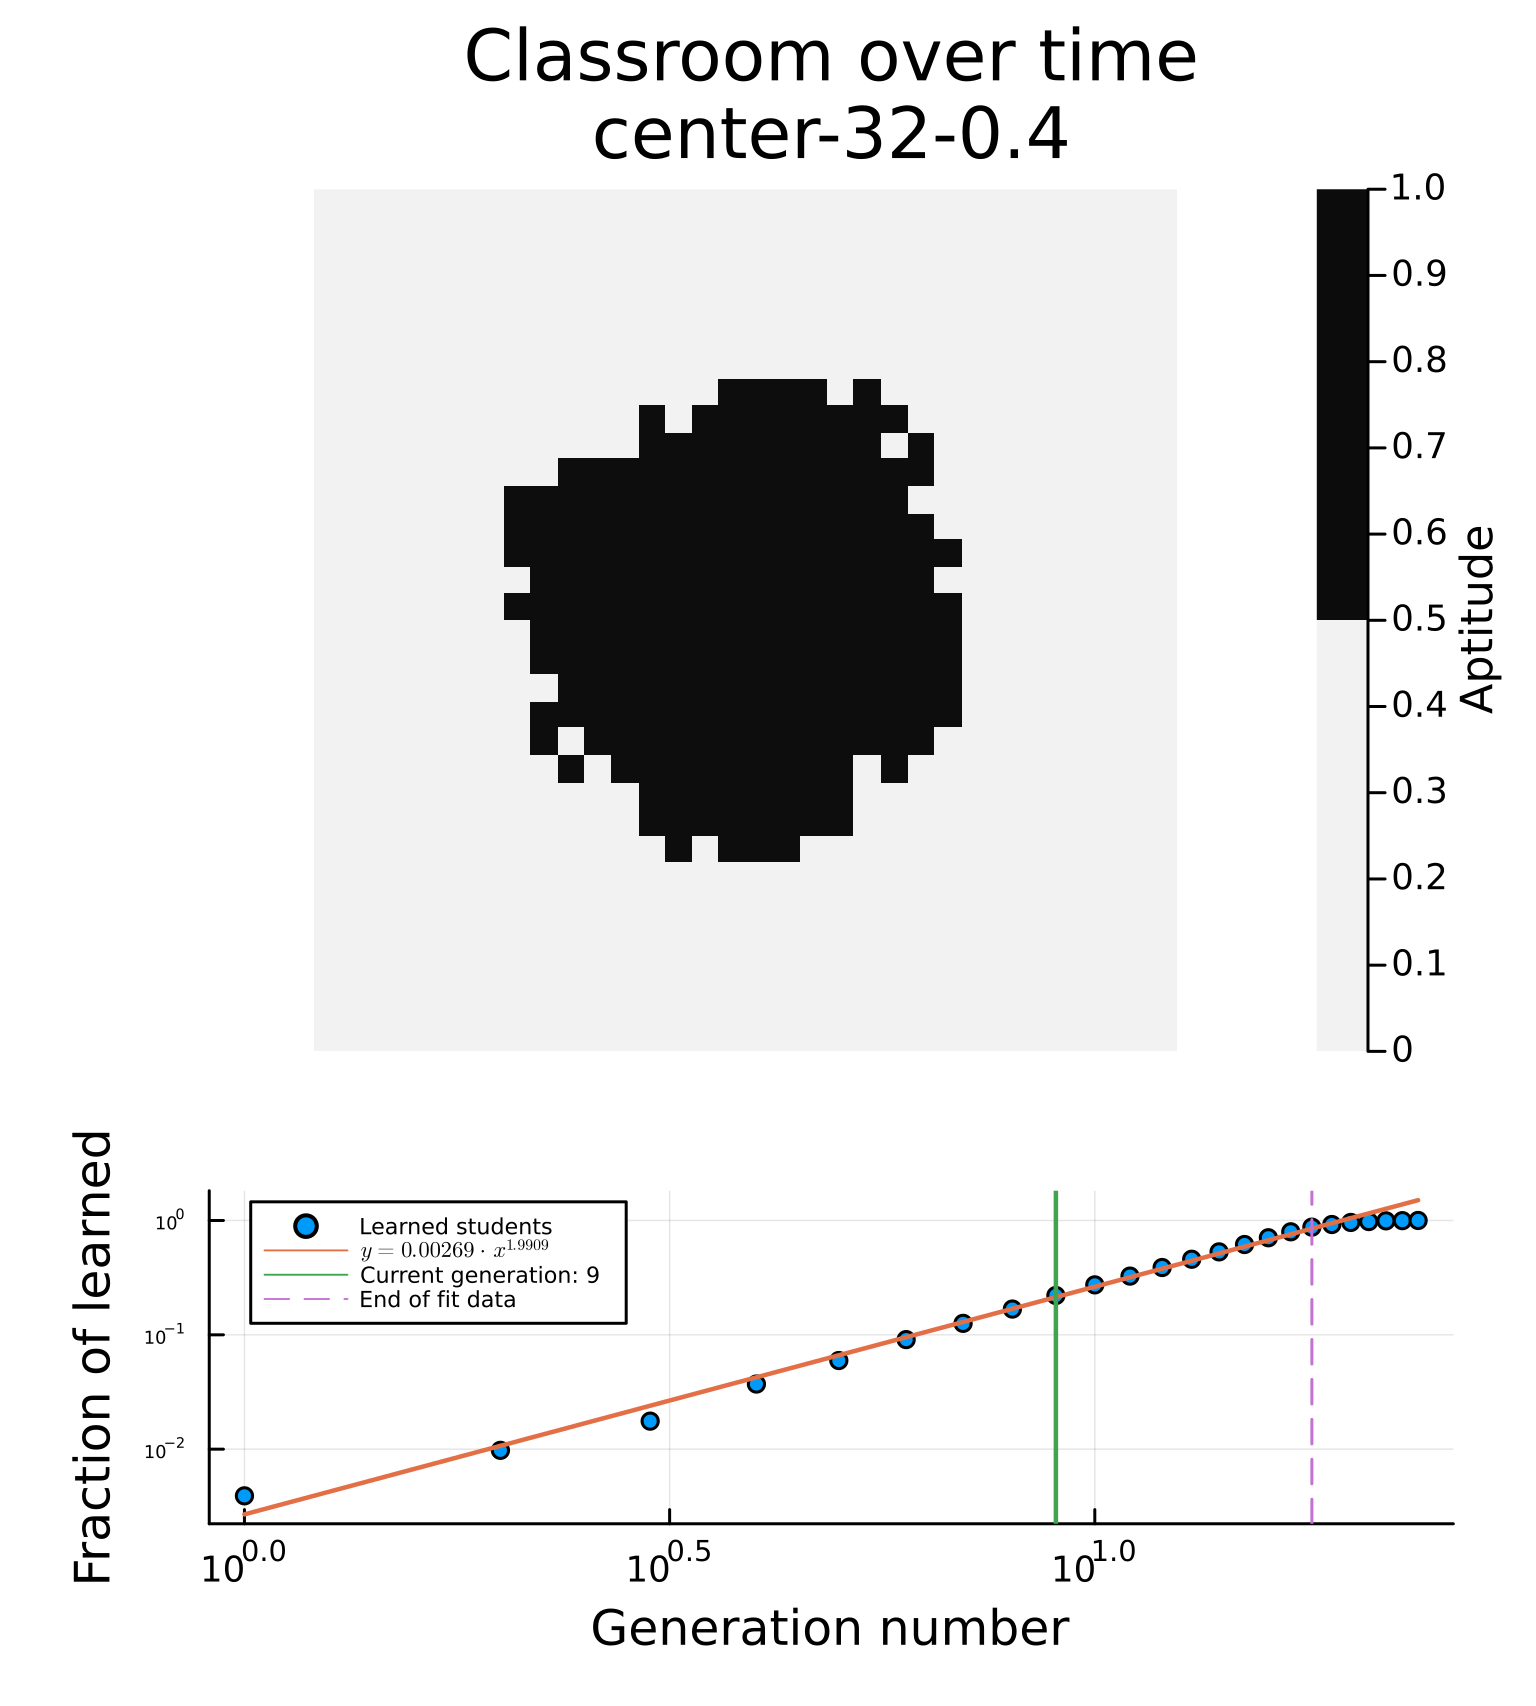 Classroom over time
center-32-0.4
1.0
0.9
0.8
0.7
0.6
0.5
0.4
0.3
0.2
0.1
0
Aptitude
Fraction of learned
10⁰
10⁻¹
10⁻²
Learned students
y = 0.00269 · x^1.9909
Current generation: 9
End of fit data
10^0.0
10^0.5
10^1.0
Generation number